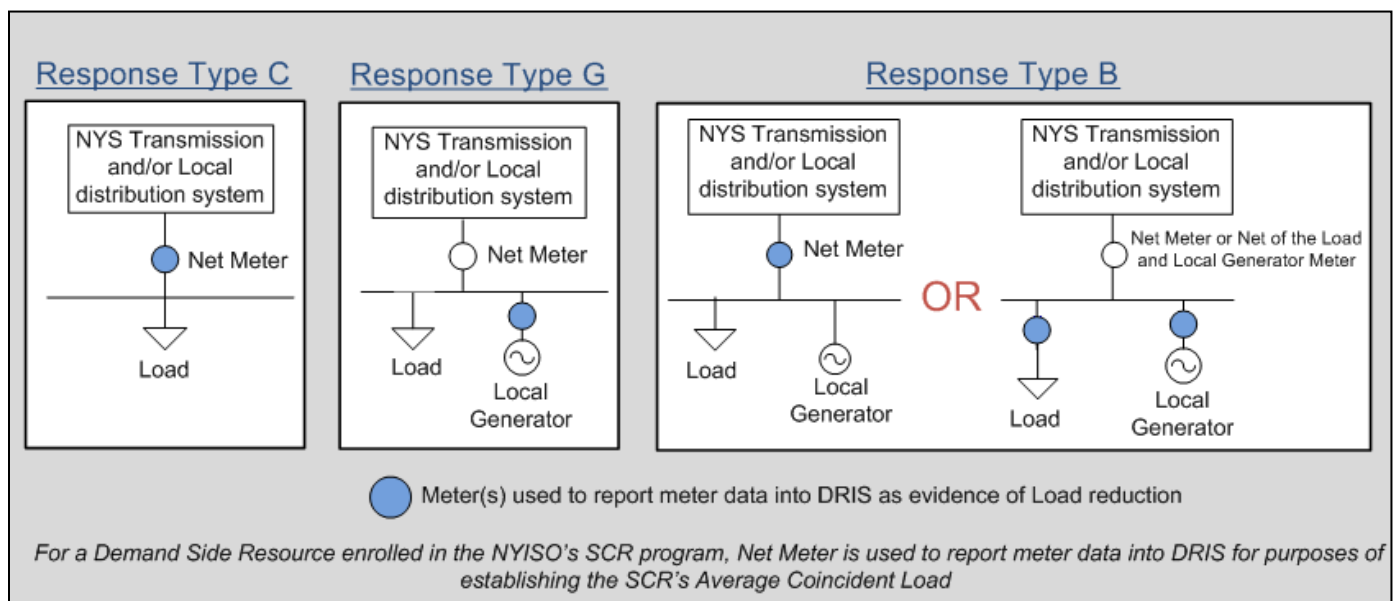 Response Type C
NYS Transmission
and/or Local
distribution system
Net Meter
Load
Response Type G
NYS Transmission
and/or Local
distribution system
Net Meter
Load
Local
Generator
Response Type B
NYS Transmission
and/or Local
distribution system
Net Meter
Load
Local
Generator
OR
NYS Transmission
and/or Local
distribution system
Net Meter or Net of the Load
and Local Generator Meter
Load
Local
Generator
Meter(s) used to report meter data into DRIS as evidence of Load reduction
For a Demand Side Resource enrolled in the NYISO's SCR program, Net Meter is used to report meter data into DRIS for purposes of
establishing the SCR's Average Coincident Load